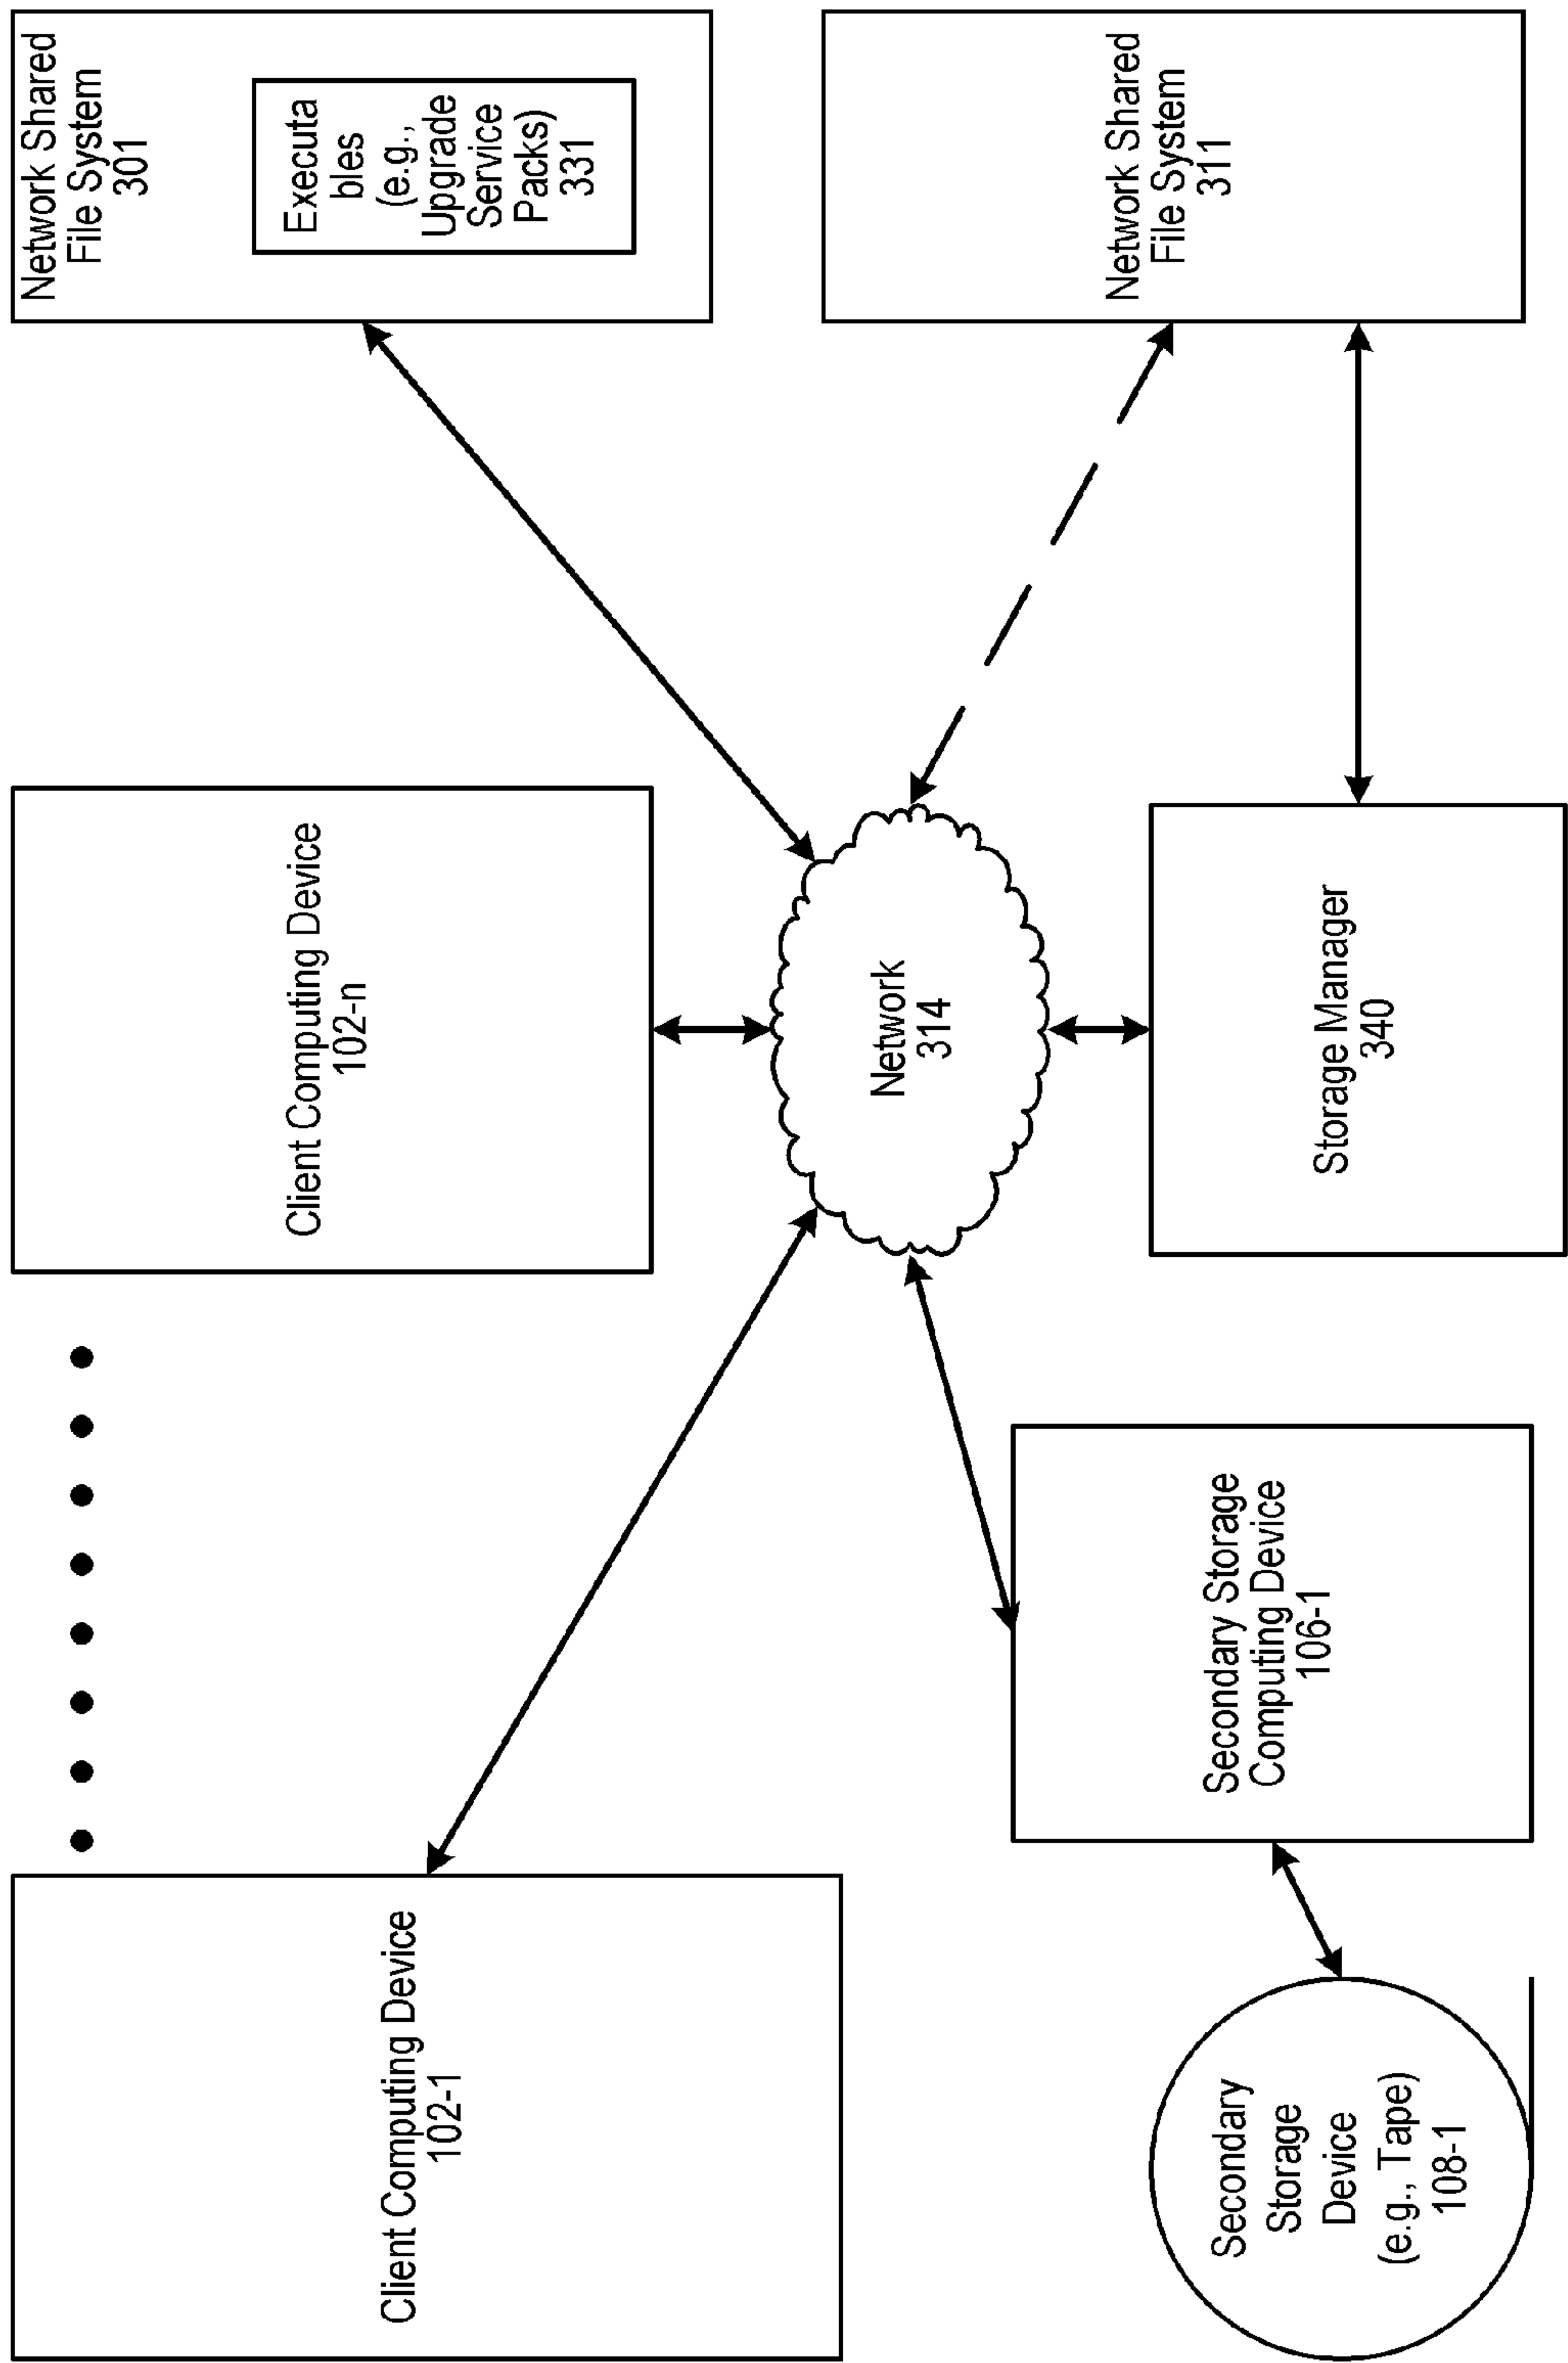 Client Computing Device
102-1
Client Computing Device
102-n
Network Shared
File System
301
Executa
bles
(e.g.,
Upgrade
Service
Packs)
331
Network
314
Secondary
Storage
Device
(e.g., Tape)
108-1
Secondary Storage
Computing Device
106-1
Storage Manager
340
Network Shared
File System
311